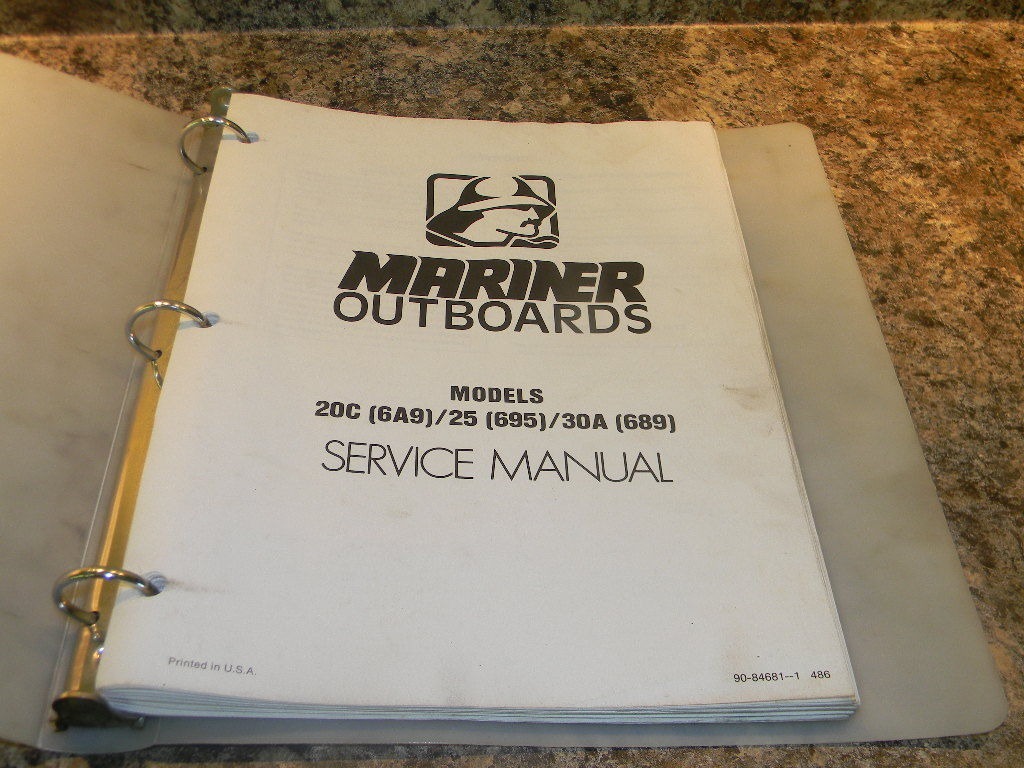 MARINER
OUTBOARDS
MODELS
20C (6A9)/25 (695)/30A (689)
SERVICE MANUAL
Printed in U.S.A.
90-84681--1 486